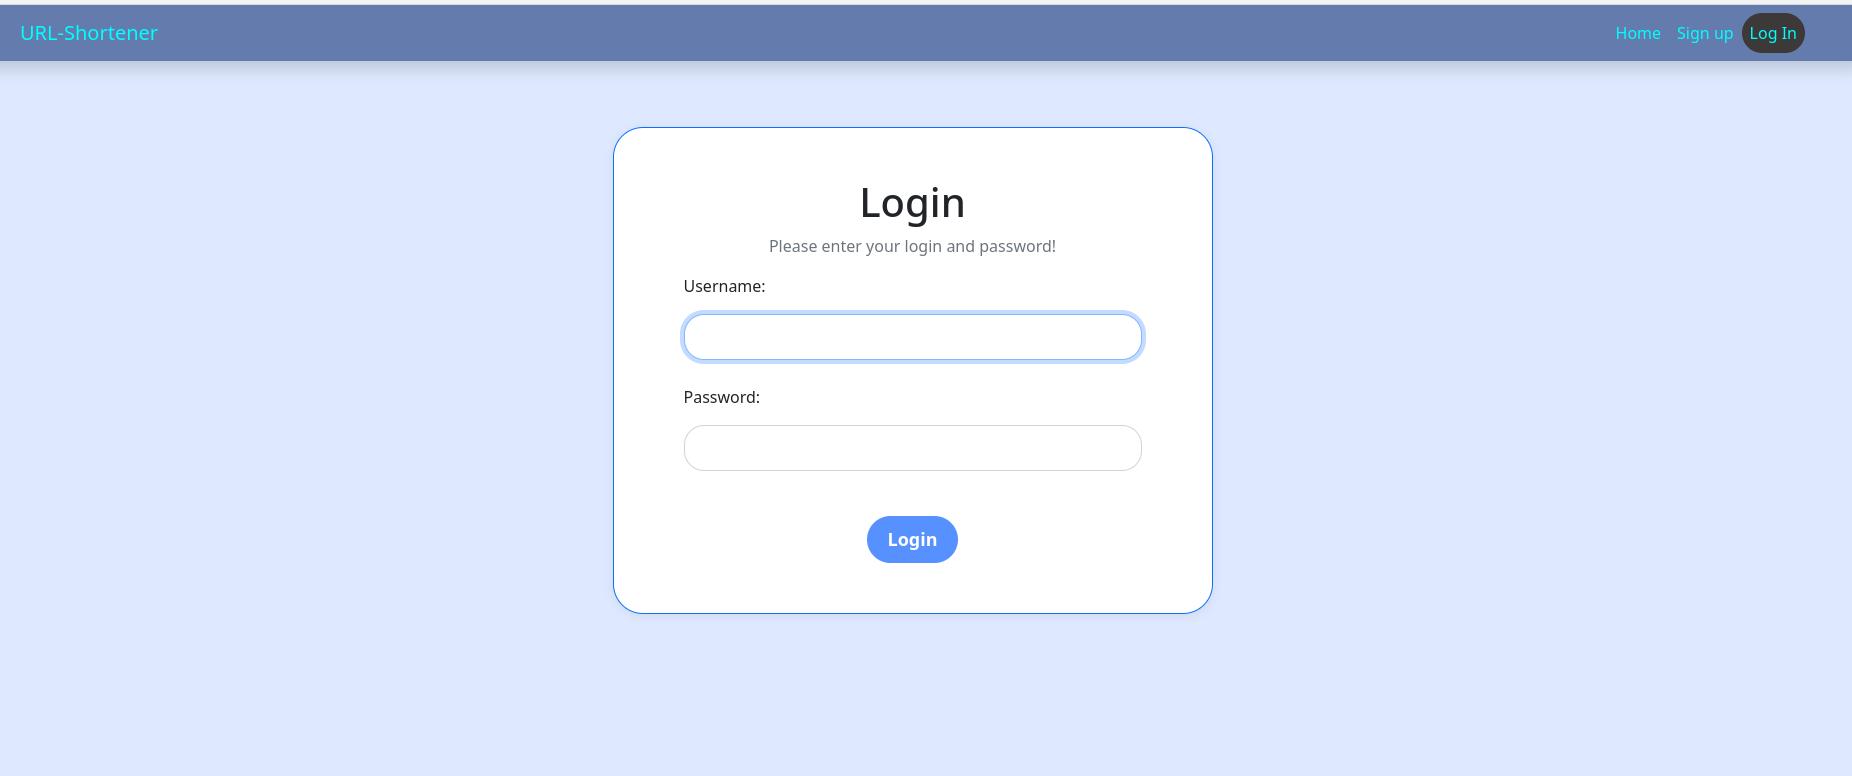 URL-Shortener
Home Sign up Log In
Login
Please enter your login and password!
Username:
Password:
Login